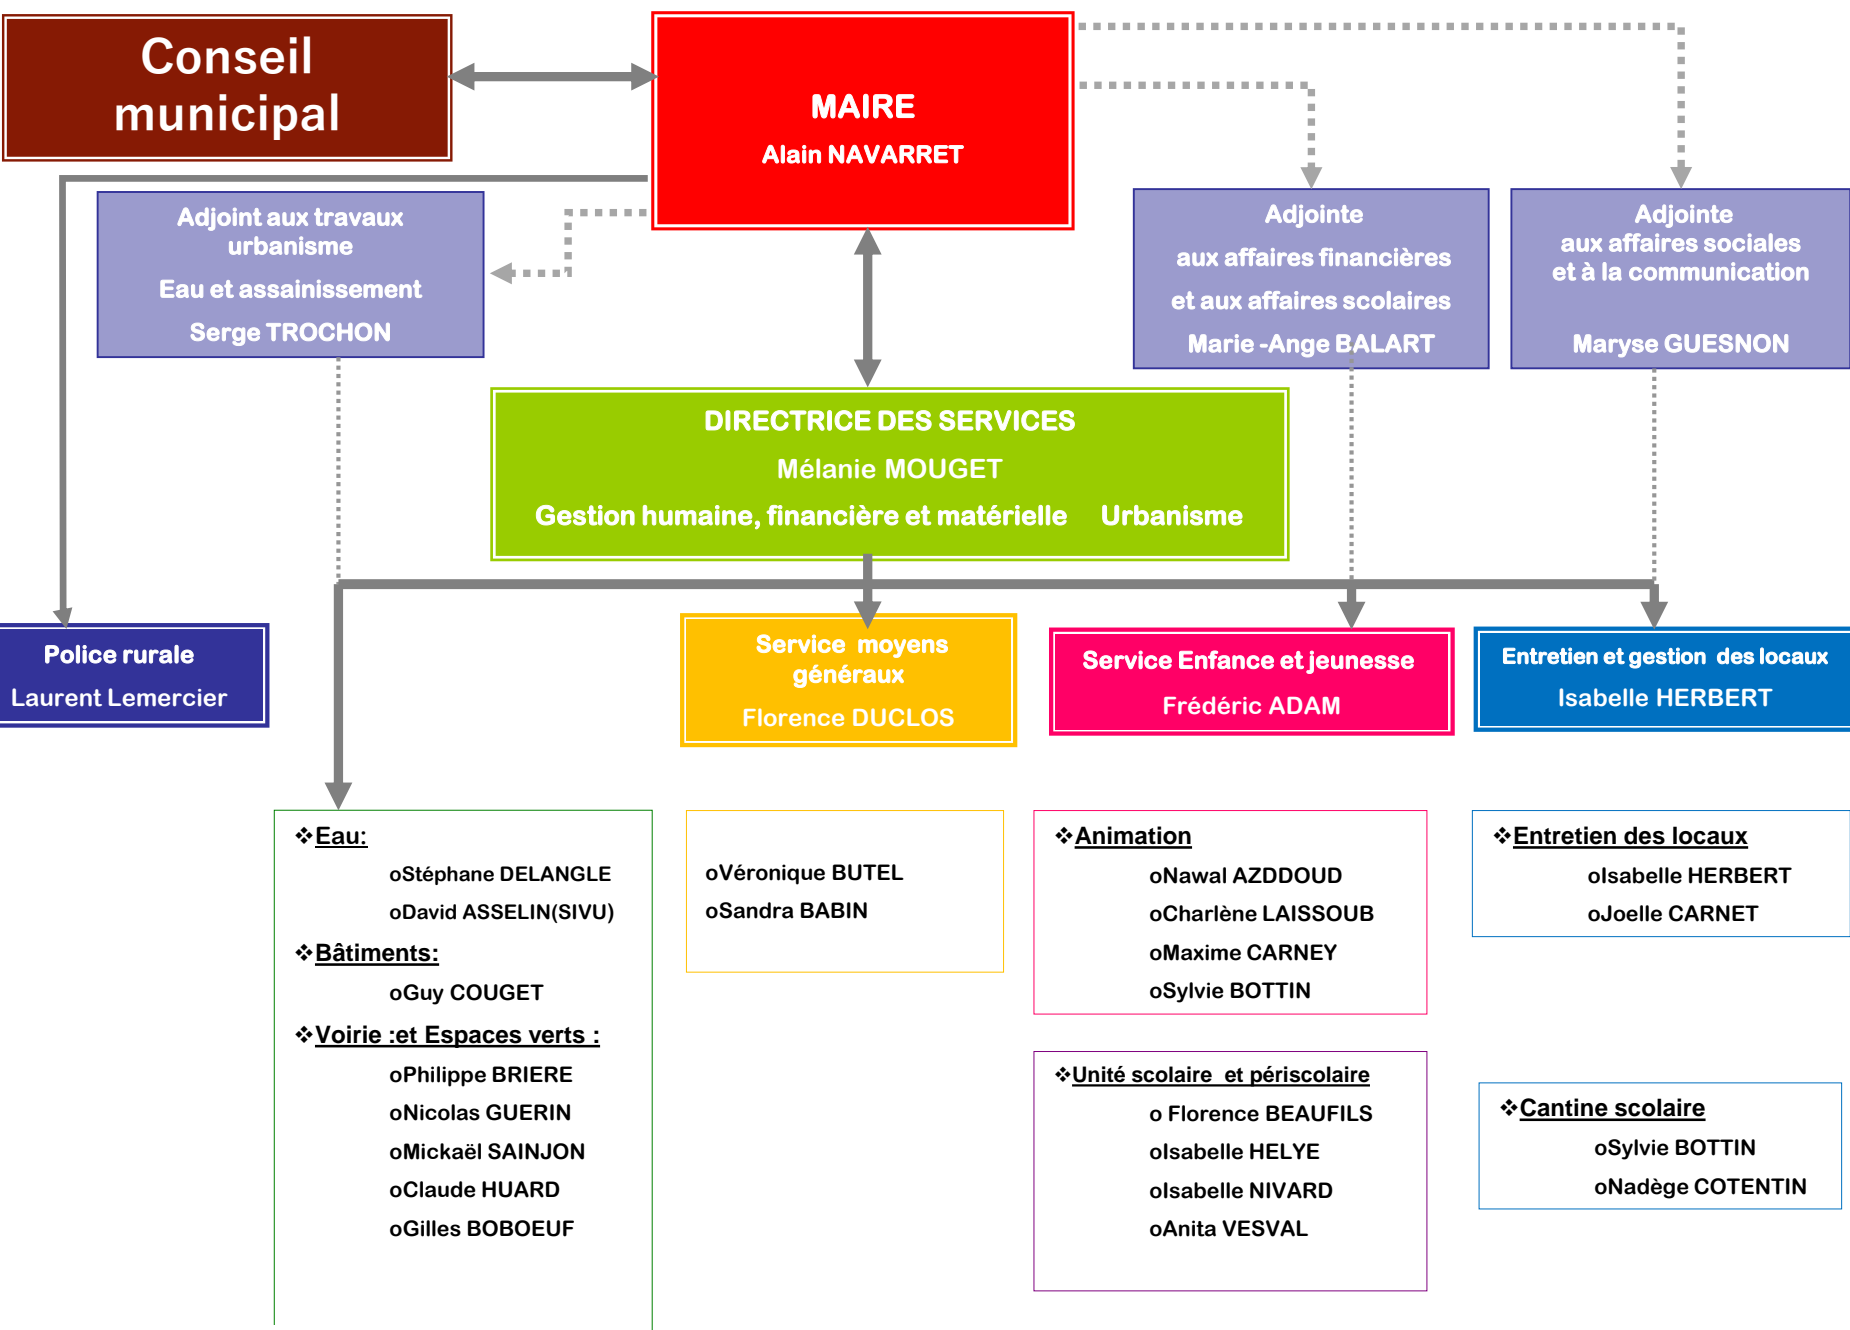 Conseil
municipal
MAIRE
Alain NAVARRET
Adjoint aux travaux
urbanisme
Eau et assainissement
Serge TROCHON
Adjointe
aux affaires financières
et aux affaires scolaires
Marie -Ange BALART
Adjointe
aux affaires sociales
et à la communication
Maryse GUESNON
DIRECTRICE DES SERVICES
Mélanie MOUGET
Gestion humaine, financière et matérielle Urbanisme
Police rurale
Laurent Lemercier
Service moyens
généraux
Florence DUCLOS
Service Enfance et jeunesse
Frédéric ADAM
Entretien et gestion des locaux
Isabelle HERBERT
❖Eau:
oStéphane DELANGLE
oDavid ASSELIN(SIVU)
❖Bâtiments:
oGuy COUGET
❖Voirie :et Espaces verts :
oPhilippe BRIERE
oNicolas GUERIN
oMickaël SAINJON
oClaude HUARD
oGilles BOBOEUF
oVéronique BUTEL
oSandra BABIN
❖Animation
oNawal AZDDOUD
oCharlène LAISSOUB
oMaxime CARNEY
oSylvie BOTTIN
❖Unité scolaire et périscolaire
o Florence BEAUFILS
oIsabelle HELYE
oIsabelle NIVARD
oAnita VESVAL
❖Entretien des locaux
oIsabelle HERBERT
oJoelle CARNET
❖Cantine scolaire
oSylvie BOTTIN
oNadège COTENTIN